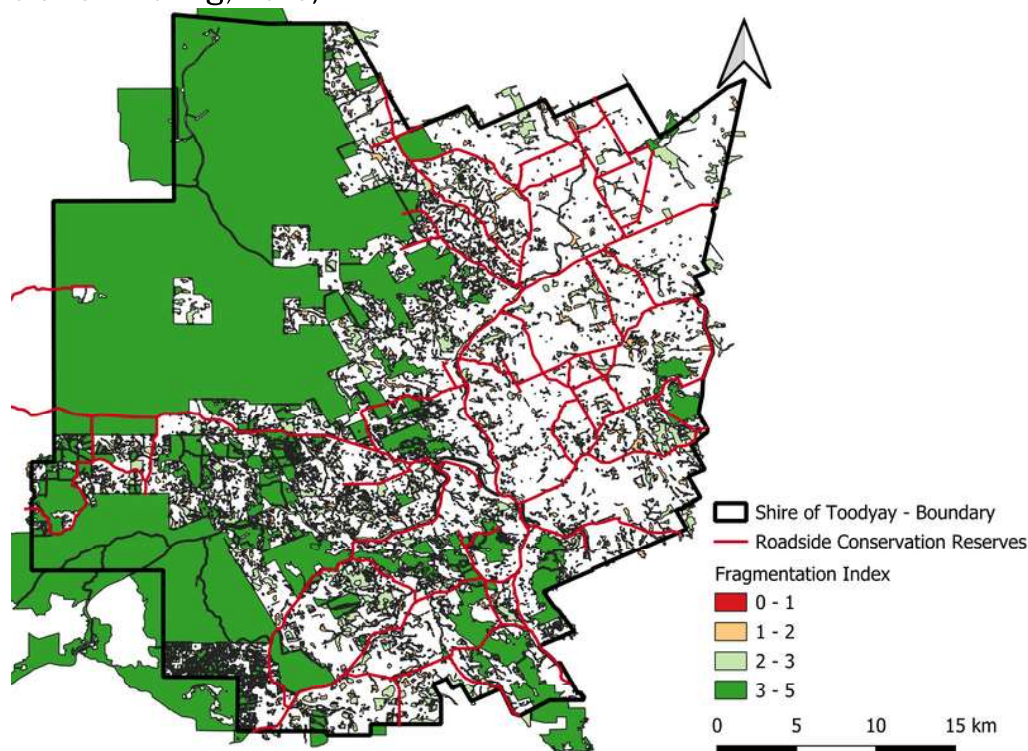 Shire of Toodyay - Boundary
Roadside Conservation Reserves
Fragmentation Index
0 - 1
1 - 2
2 - 3
3 - 5
0 5 10 15 km